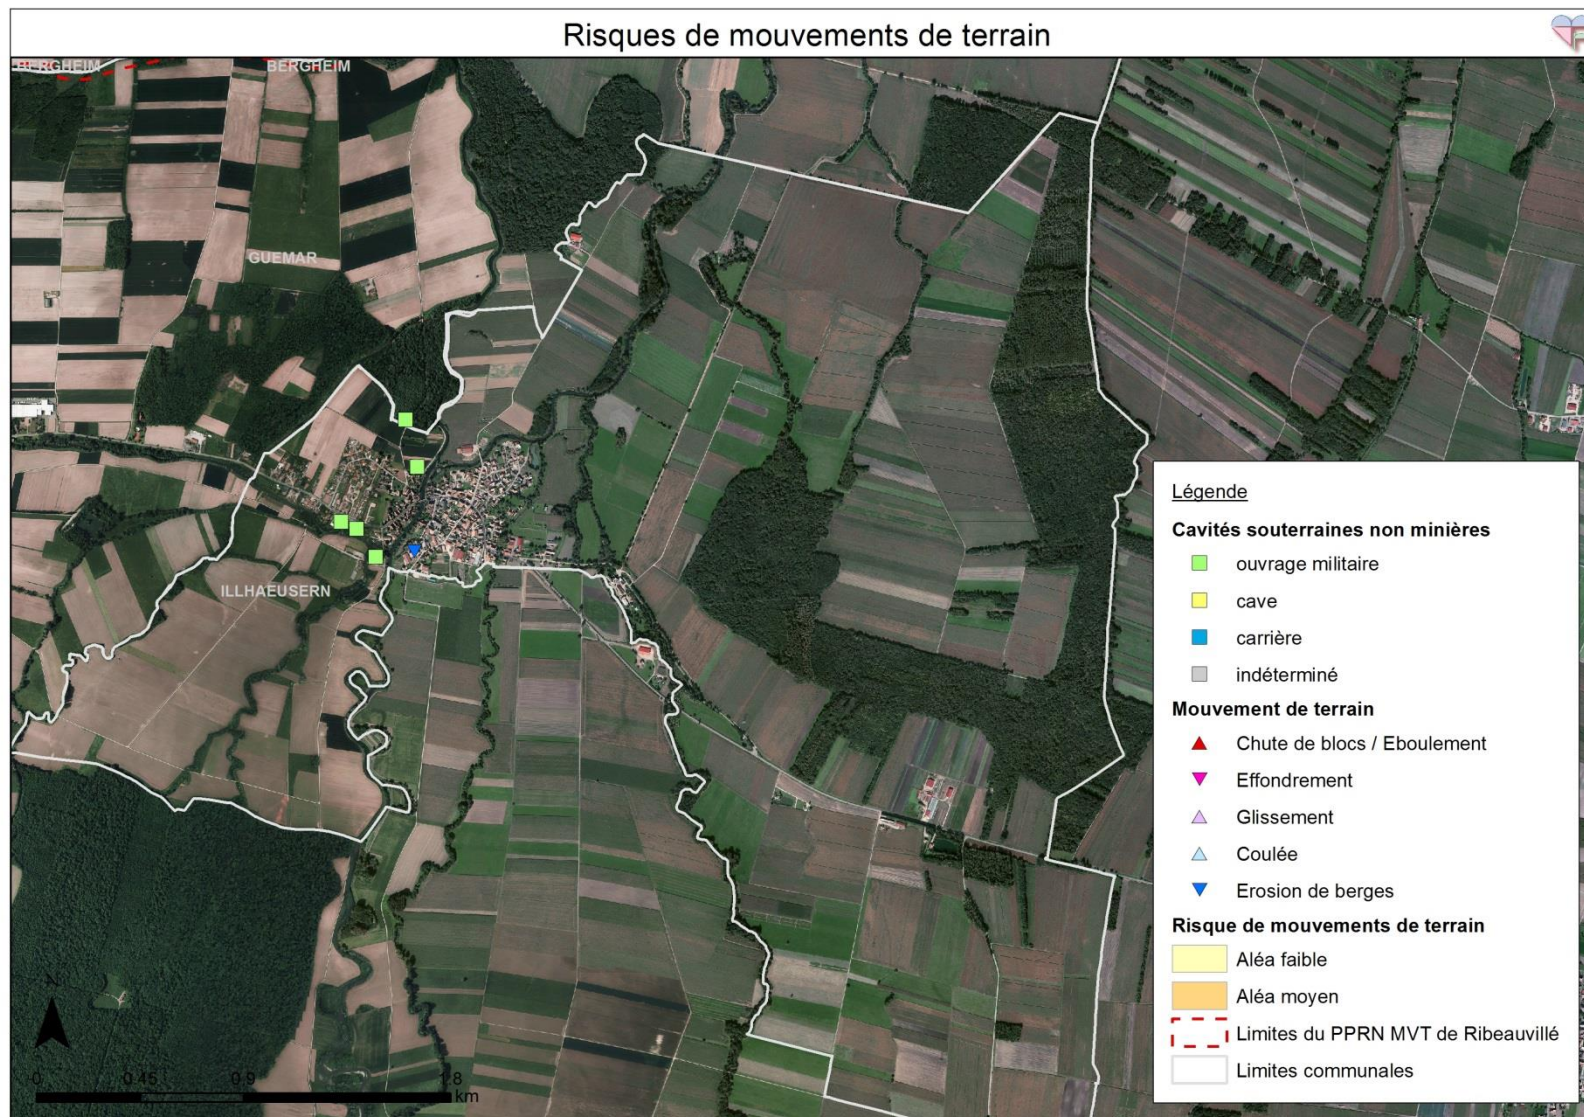 Risques de mouvements de terrain
BERGHEIM
BERGHEIM
GUEMAR
ILLHAEUSERN
Légende
Cavités souterraines non minières
ouvrage militaire
cave
carrière
indéterminé
Mouvement de terrain
Chute de blocs / Eboulement
Effondrement
Glissement
Coulée
Erosion de berges
Risque de mouvements de terrain
Aléa faible
Aléa moyen
Limites du PPRN MVT de Ribeauvillé
Limites communales
0 0.45 0.9 1.8
km